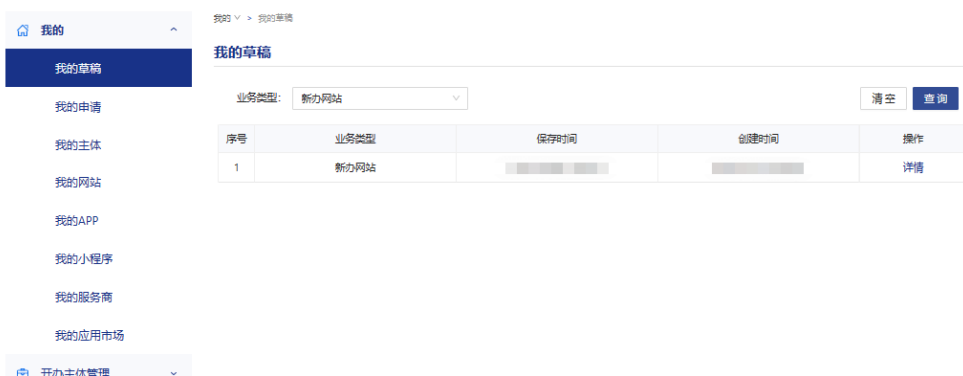 我的
我的草稿
我的申请
我的主体
我的网站
我的APP
我的小程序
我的服务商
我的应用市场
开办主体管理
我的 > 我的草稿
我的草稿
业务类型: 新办网站 清空 查询
序号 业务类型 保存时间 创建时间 操作
1 新办网站 详情